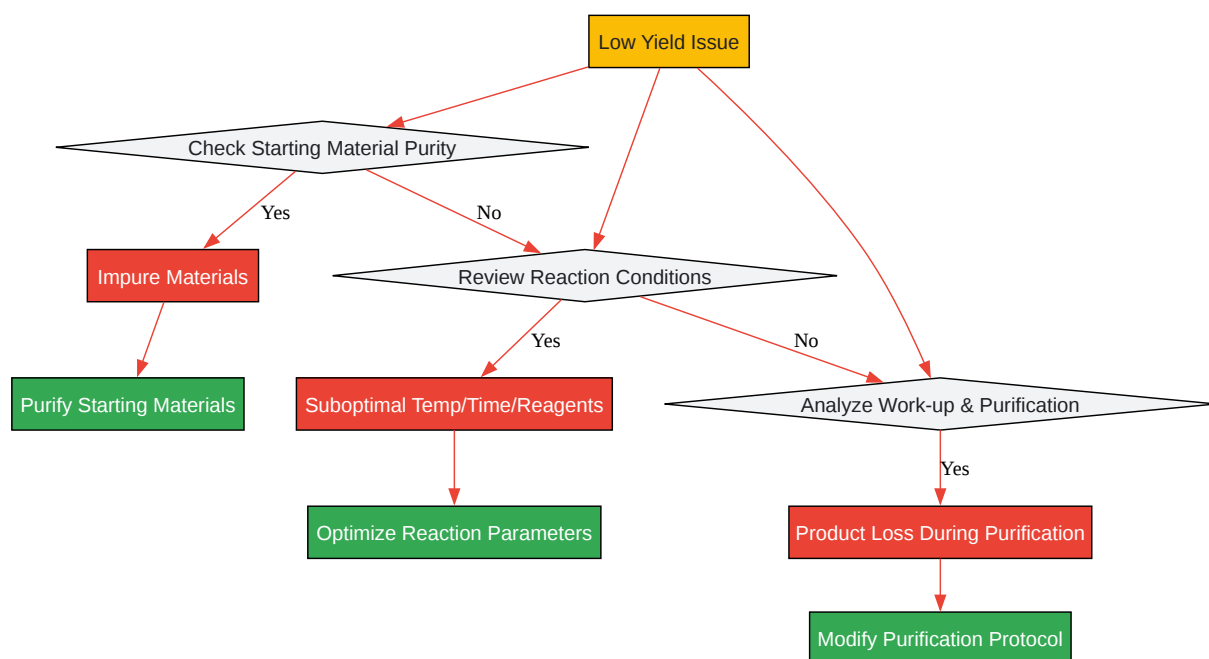 Low Yield Issue
Check Starting Material Purity
Yes
No
Impure Materials
Review Reaction Conditions
Yes
No
Purify Starting Materials
Suboptimal Temp/Time/Reagents
Analyze Work-up & Purification
Yes
Optimize Reaction Parameters
Product Loss During Purification
Modify Purification Protocol